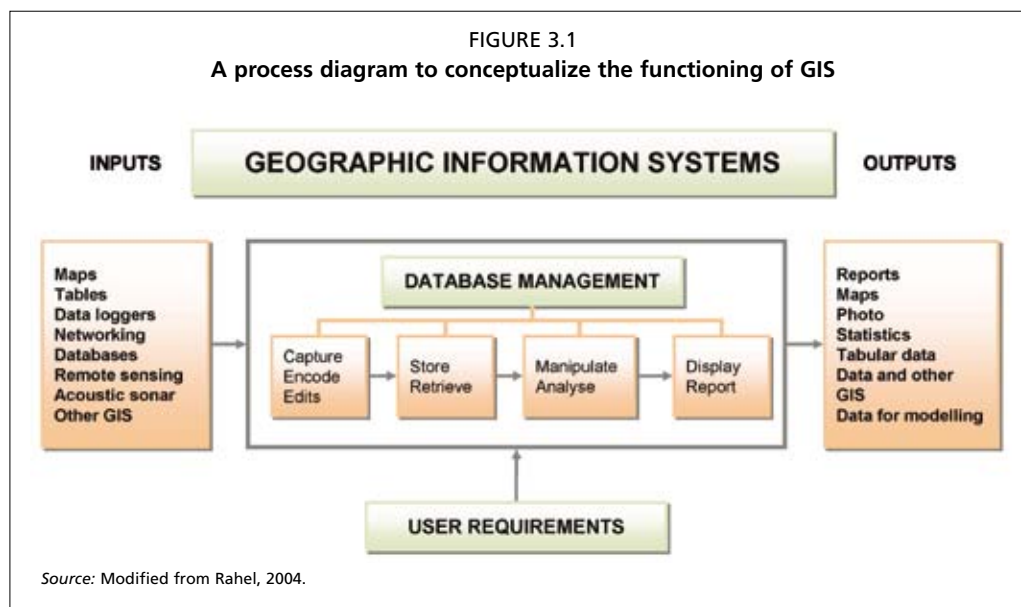 FIGURE 3.1
A process diagram to conceptualize the functioning of GIS
INPUTS
GEOGRAPHIC INFORMATION SYSTEMS
OUTPUTS
Maps
Tables
Data loggers
Networking
Databases
Remote sensing
Acoustic sonar
Other GIS
DATABASE MANAGEMENT
Capture
Encode
Edits
Store
Retrieve
Manipulate
Analyse
Display
Report
Reports
Maps
Photo
Statistics
Tabular data
Data and other
GIS
Data for modelling
USER REQUIREMENTS
Source: Modified from Rahel, 2004.